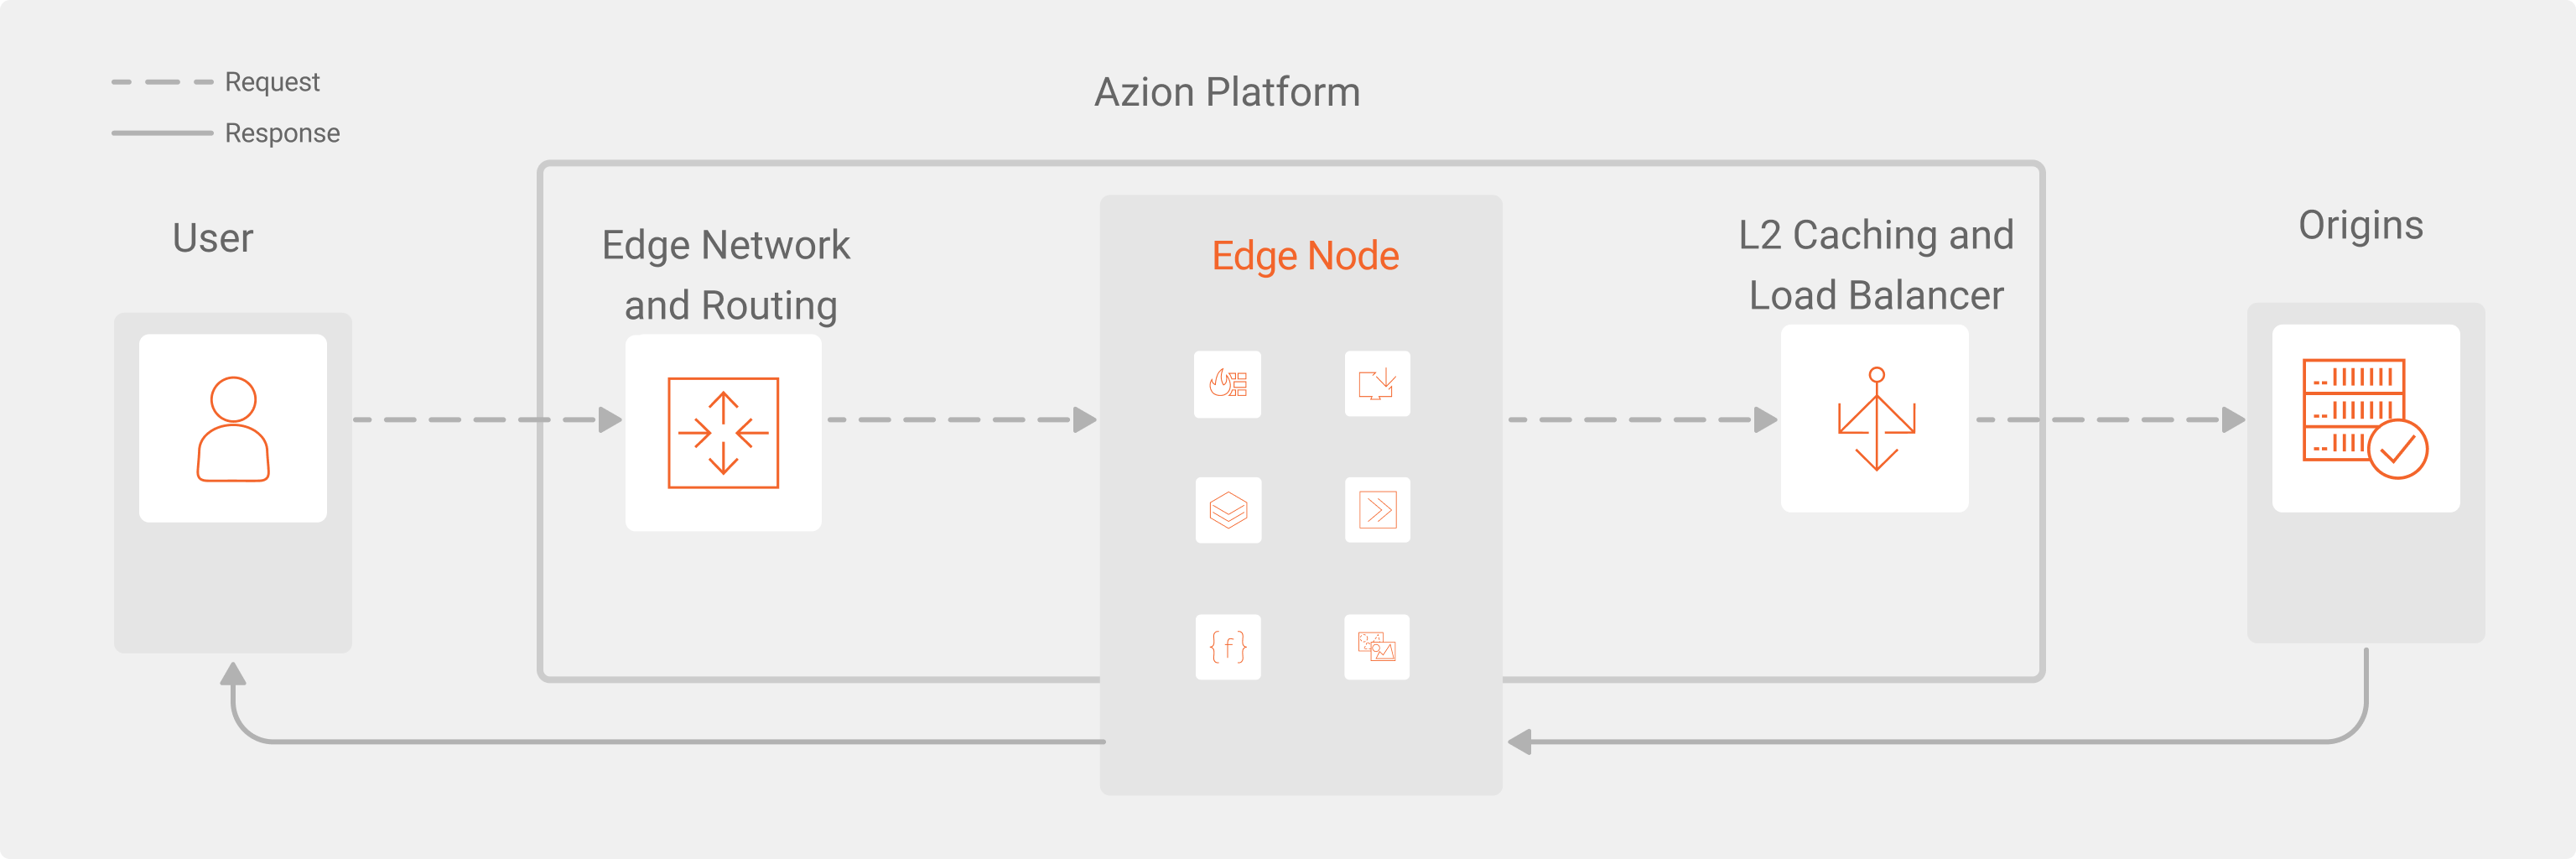 Request
Response
Azion Platform
User
Edge Network
and Routing
Edge Node
L2 Caching and
Load Balancer
Origins
{f}